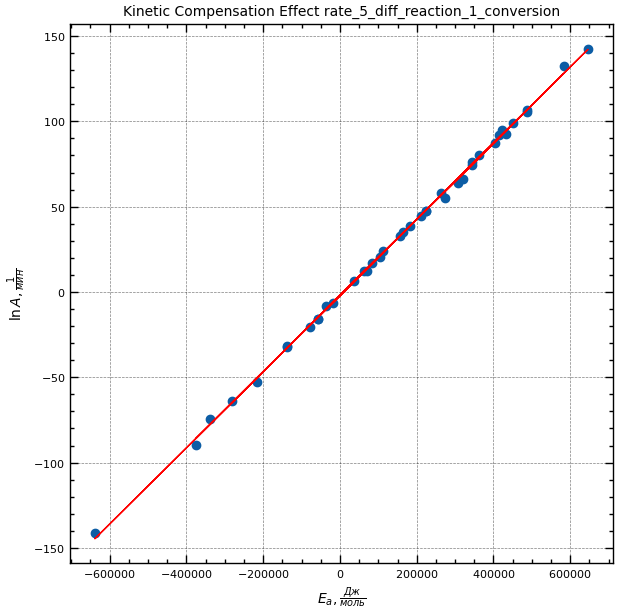 Kinetic Compensation Effect rate_5_diff_reaction_1_conversion
150
100
50
0
−50
−100
−150
ln A, 1/мин
−600000 −400000 −200000 0 200000 400000 600000
E_a, Дж/моль